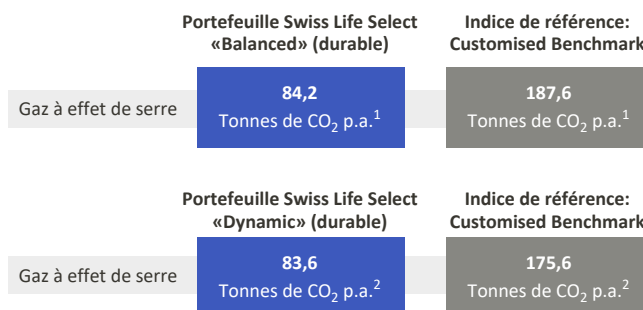 Portefeuille Swiss Life Select
«Balanced» (durable)
Indice de référence:
Customised Benchmark
Gaz à effet de serre
84,2
Tonnes de CO₂ p.a.¹
187,6
Tonnes de CO₂ p.a.¹
Portefeuille Swiss Life Select
«Dynamic» (durable)
Indice de référence:
Customised Benchmark
Gaz à effet de serre
83,6
Tonnes de CO₂ p.a.²
175,6
Tonnes de CO₂ p.a.²